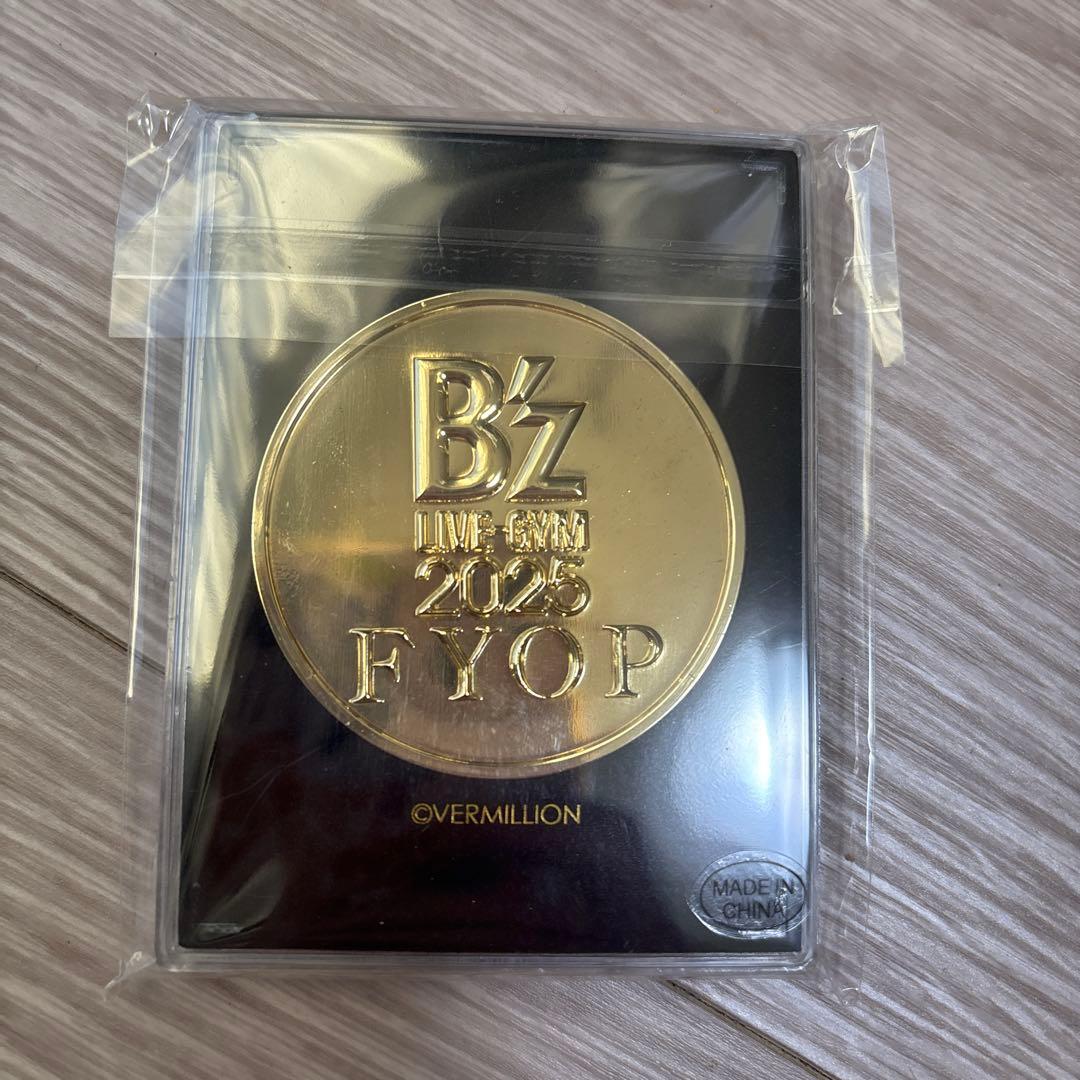 B'z
LIVE-GYM
2025
FYOP
©VERMILLION
MADE IN
CHINA